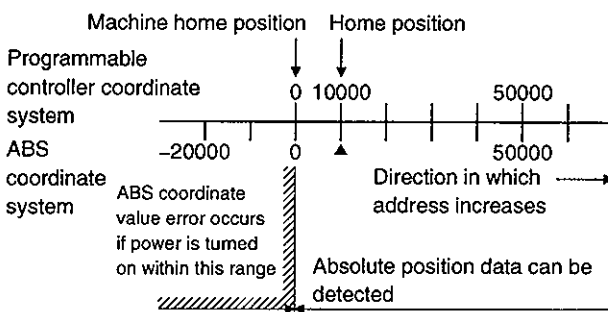 Machine home position
Home position
Programmable
controller coordinate
system
0 10000 50000
ABS
coordinate
system
−20000 0 50000
ABS coordinate
value error occurs
if power is turned
on within this range
Direction in which
address increases
Absolute position data can be
detected